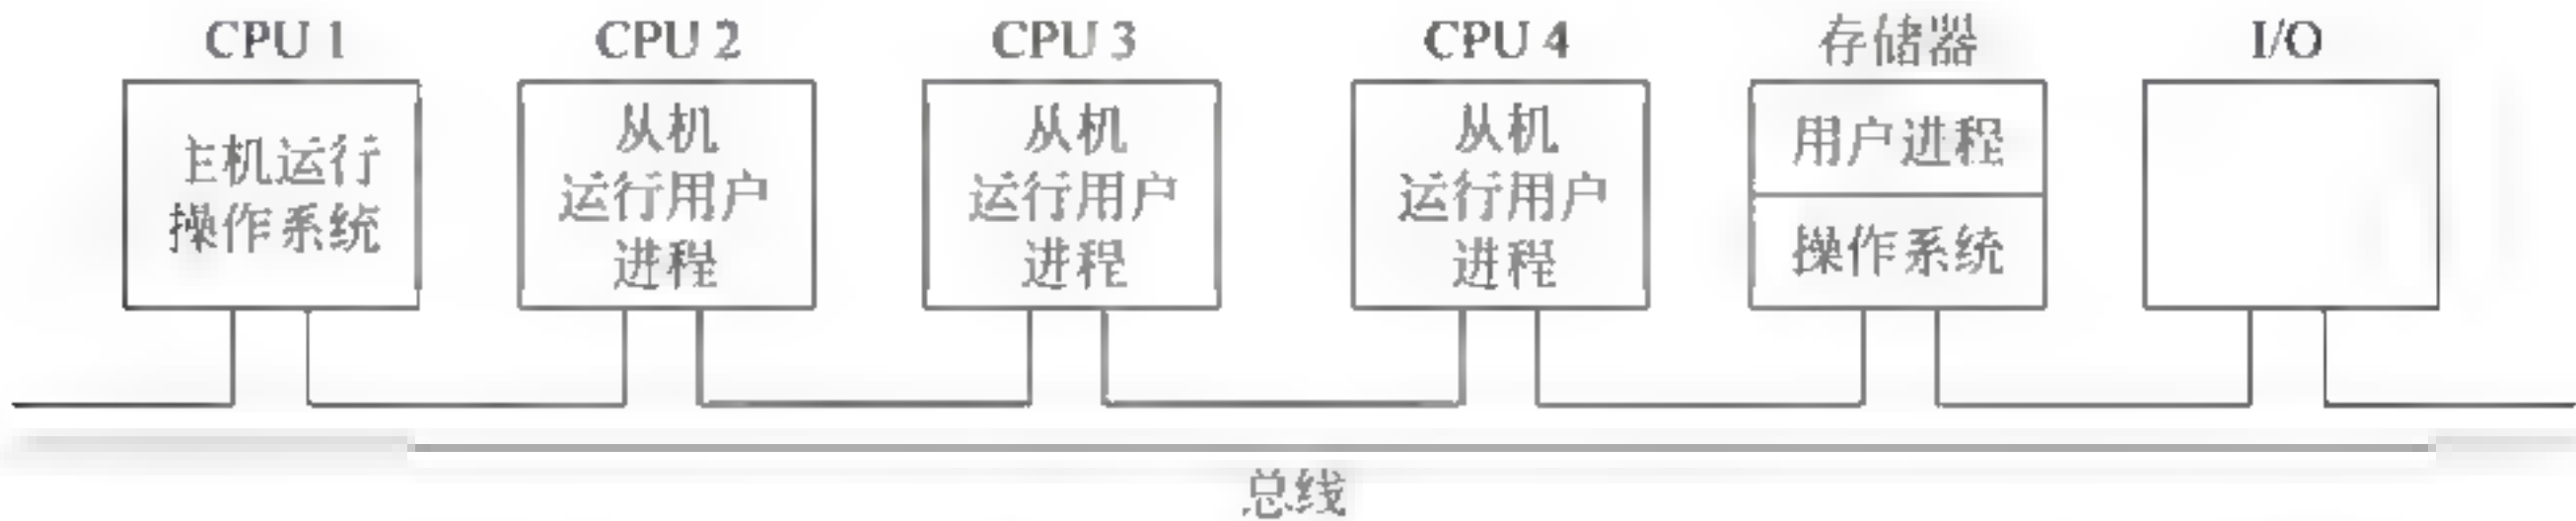 CPU 1
CPU 2
CPU 3
CPU 4
存储器
I/O
主机运行
操作系统
从机
运行用户
进程
从机
运行用户
进程
从机
运行用户
进程
用户进程
操作系统
总线